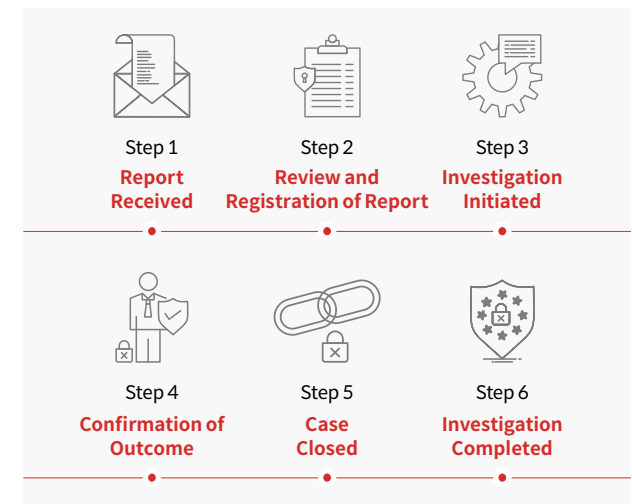 Step 1
Report
Received
Step 2
Review and
Registration of Report
Step 3
Investigation
Initiated
Step 4
Confirmation of
Outcome
Step 5
Case
Closed
Step 6
Investigation
Completed